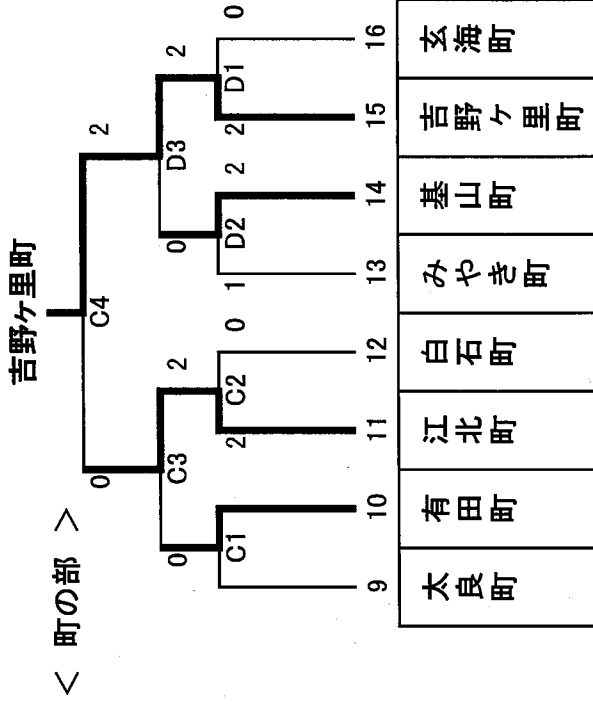 吉野ヶ里町
< 町の部 >
C4
0
2
C3
D3
0
2
0
2
C1
C2
D2
D1
2
0
1
2
2
0
9
10
11
12
13
14
15
16
太良町
有田町
江北町
白石町
みやき町
基山町
吉野ヶ里町
玄海町